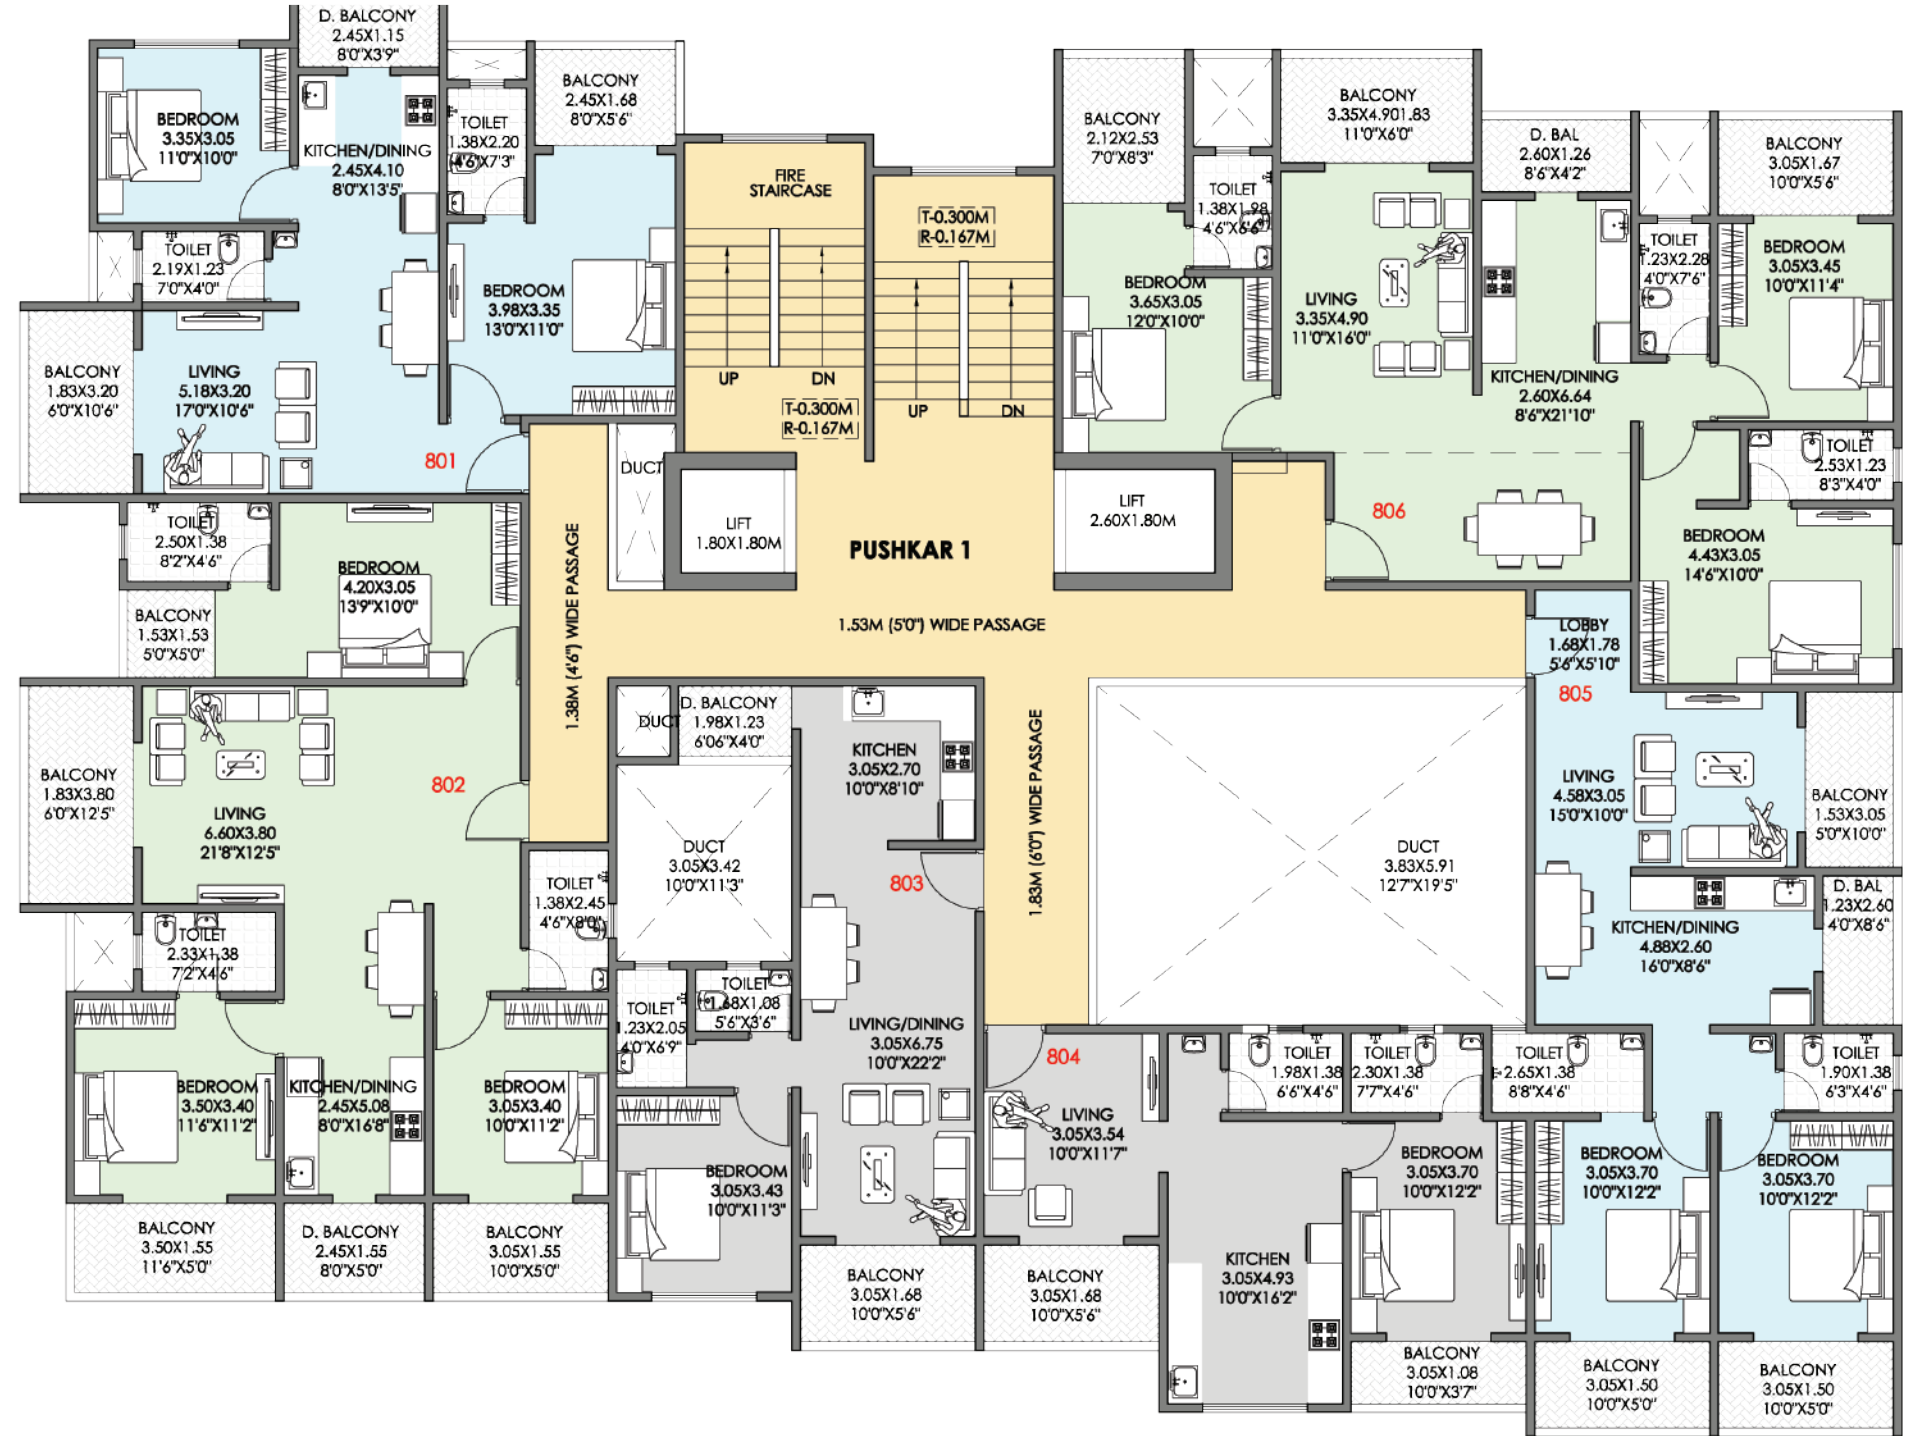 D. BALCONY
2.45X1.15
8'0"X3'9"
BEDROOM
3.35X3.05
11'0"X10'0"
KITCHEN/DINING
2.45X4.10
8'0"X13'5"
TOILET
1.38X2.20
4'6"X7'3"
BALCONY
2.45X1.68
8'0"X5'6"
TOILET
2.19X1.23
7'0"X4'0"
BEDROOM
3.98X3.35
13'0"X11'0"
BALCONY
1.83X3.20
6'0"X10'6"
LIVING
5.18X3.20
17'0"X10'6"
801
FIRE
STAIRCASE
UP
DN
T-0.300M
R-0.167M
T-0.300M
R-0.167M
UP
DN
DUCT
LIFT
1.80X1.80M
PUSHKAR 1
LIFT
2.60X1.80M
1.38M (4'6") WIDE PASSAGE
1.53M (5'0") WIDE PASSAGE
1.83M (6'0") WIDE PASSAGE
BALCONY
2.12X2.53
7'0"X8'3"
TOILET
1.38X1.98
4'6"X6'6"
BALCONY
3.35X4.901.83
11'0"X6'0"
D. BAL
2.60X1.26
8'6"X4'2"
BALCONY
3.05X1.67
10'0"X5'6"
BEDROOM
3.65X3.05
12'0"X10'0"
LIVING
3.35X4.90
11'0"X16'0"
TOILET
1.23X2.28
4'0"X7'6"
BEDROOM
3.05X3.45
10'0"X11'4"
KITCHEN/DINING
2.60X6.64
8'6"X21'10"
TOILET
2.53X1.23
8'3"X4'0"
806
BEDROOM
4.43X3.05
14'6"X10'0"
TOILET
2.50X1.38
8'2"X4'6"
BEDROOM
4.20X3.05
13'9"X10'0"
BALCONY
1.53X1.53
5'0"X5'0"
BALCONY
1.83X3.80
6'0"X12'5"
LIVING
6.60X3.80
21'8"X12'5"
802
TOILET
1.38X2.45
4'6"X8'0"
TOILET
2.33X1.38
7'2"X4'6"
BEDROOM
3.50X3.40
11'6"X11'2"
KITCHEN/DINING
2.45X5.08
8'0"X16'8"
BEDROOM
3.05X3.40
10'0"X11'2"
BALCONY
3.50X1.55
11'6"X5'0"
D. BALCONY
2.45X1.55
8'0"X5'0"
BALCONY
3.05X1.55
10'0"X5'0"
DUCT
D. BALCONY
1.98X1.23
6'06"X4'0"
KITCHEN
3.05X2.70
10'0"X8'10"
DUCT
3.05X3.42
10'0"X11'3"
803
TOILET
1.23X2.05
4'0"X6'9"
TOILET
1.68X1.08
5'6"X3'6"
LIVING/DINING
3.05X6.75
10'0"X22'2"
BEDROOM
3.05X3.43
10'0"X11'3"
BALCONY
3.05X1.68
10'0"X5'6"
DUCT
3.83X5.91
12'7"X19'5"
804
LIVING
3.05X3.54
10'0"X11'7"
BALCONY
3.05X1.68
10'0"X5'6"
TOILET
1.98X1.38
6'6"X4'6"
TOILET
2.30X1.38
7'7"X4'6"
KITCHEN
3.05X4.93
10'0"X16'2"
BEDROOM
3.05X3.70
10'0"X12'2"
BALCONY
3.05X1.08
10'0"X3'7"
LOBBY
1.68X1.78
5'6"X5'10"
805
LIVING
4.58X3.05
15'0"X10'0"
BALCONY
1.53X3.05
5'0"X10'0"
KITCHEN/DINING
4.88X2.60
16'0"X8'6"
D. BAL
1.23X2.60
4'0"X8'6"
TOILET
2.65X1.38
8'8"X4'6"
TOILET
1.90X1.38
6'3"X4'6"
BEDROOM
3.05X3.70
10'0"X12'2"
BEDROOM
3.05X3.70
10'0"X12'2"
BALCONY
3.05X1.50
10'0"X5'0"
BALCONY
3.05X1.50
10'0"X5'0"